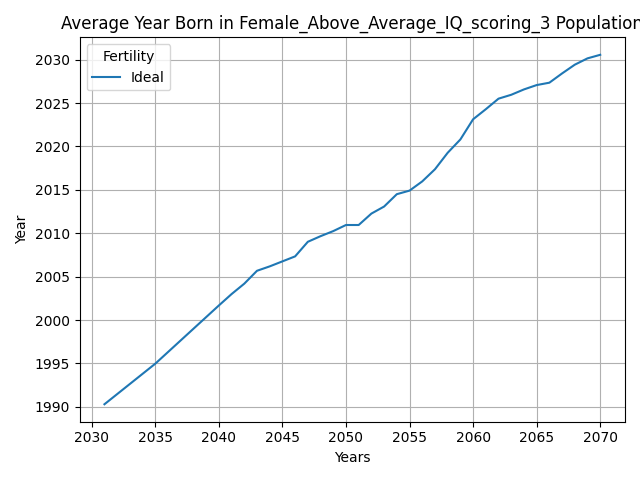 Average Year Born in Female_Above_Average_IQ_scoring_3 Population
Fertility
Ideal
2030
2025
2020
2015
2010
2005
2000
1995
1990
Year
2030 2035 2040 2045 2050 2055 2060 2065 2070
Years